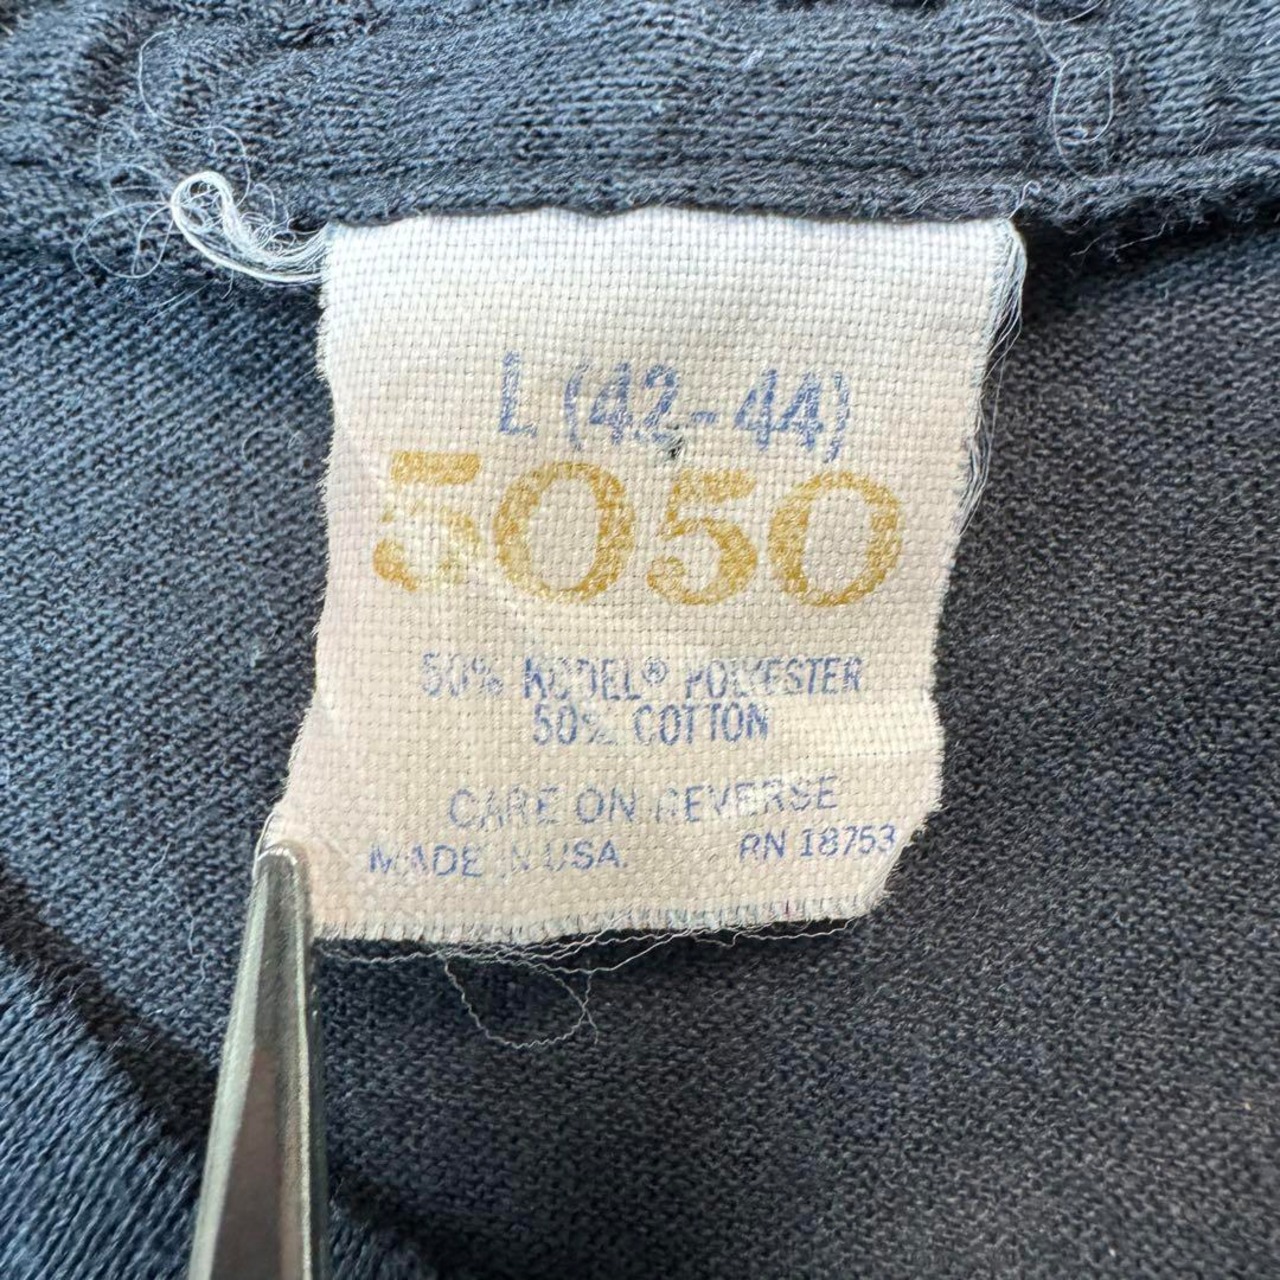 L (42-44)
5050
50% KODEL® POLYESTER
50% COTTON
CARE ON REVERSE
MADE IN USA. RN 18753